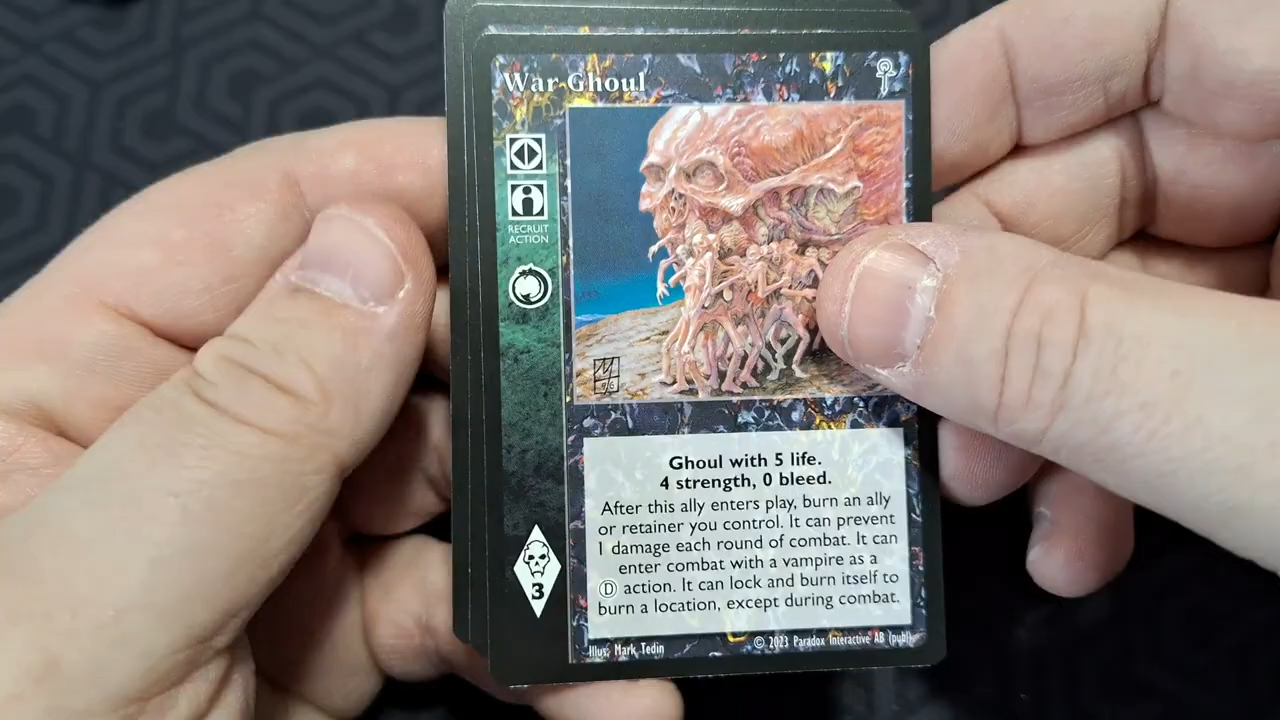 War Ghoul
RECRUIT
ACTION
Ghoul with 5 life.
4 strength, 0 bleed.
After this ally enters play, burn an ally
or retainer you control. It can prevent
1 damage each round of combat. It can
enter combat with a vampire as a
Ⓓ action. It can lock and burn itself to
burn a location, except during combat.
3
Illus: Mark Tedin
© 2023 Paradox Interactive AB (publ)